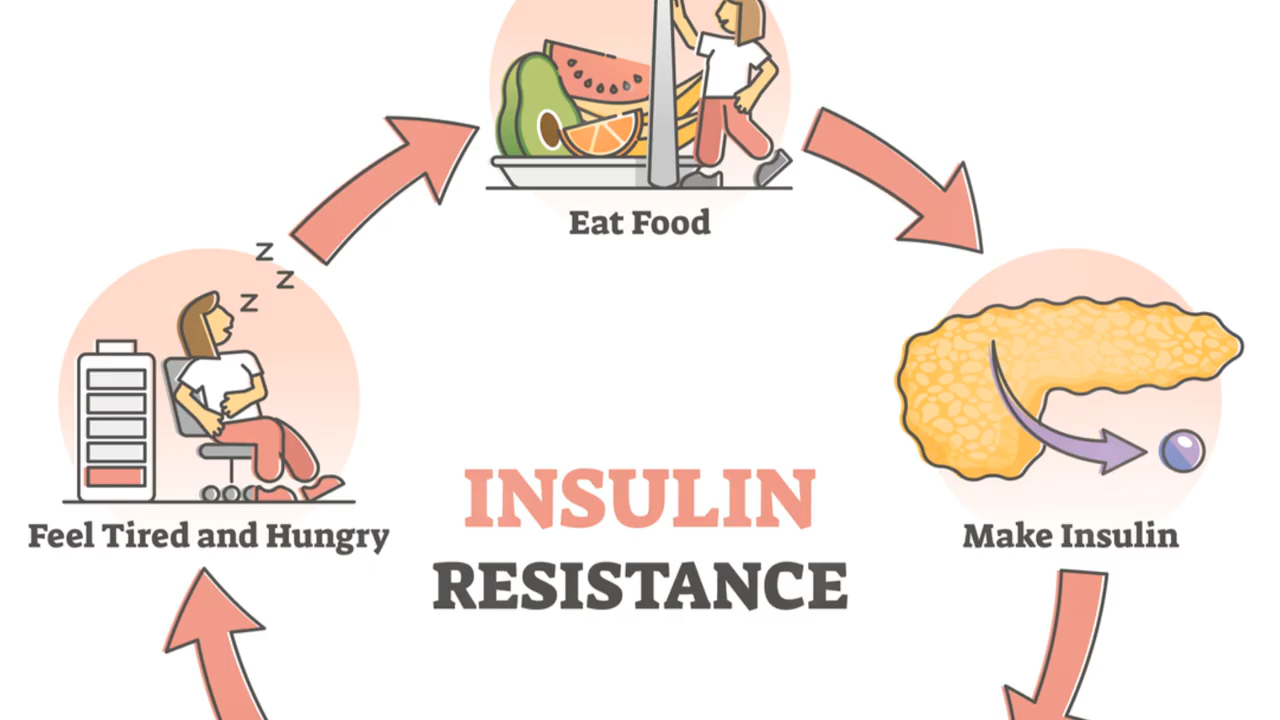 Eat Food
z
z
z
Feel Tired and Hungry
Make Insulin
INSULIN
RESISTANCE